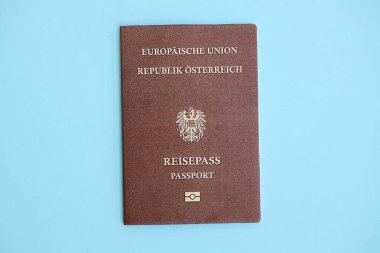 EUROPÄISCHE UNION
REPUBLIK ÖSTERREICH
REISEPASS
PASSPORT